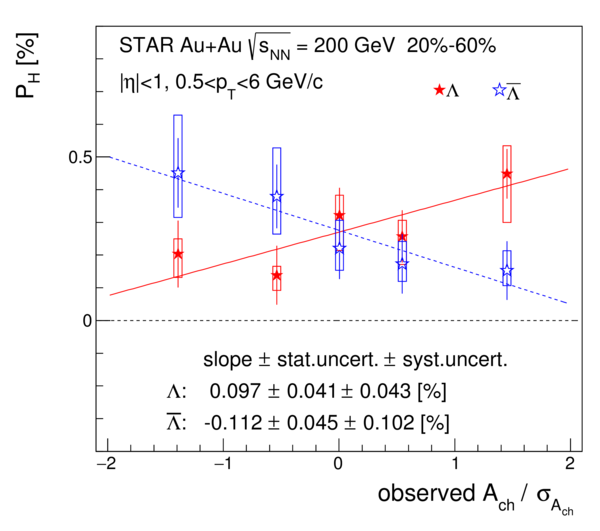 P_H [%]
STAR Au+Au √s_NN = 200 GeV 20%-60%
|η|<1, 0.5<p_T<6 GeV/c
Λ Λ̅
0.5
0
slope ± stat.uncert. ± syst.uncert.
Λ: 0.097 ± 0.041 ± 0.043 [%]
Λ̅: -0.112 ± 0.045 ± 0.102 [%]
−2 −1 0 1 2
observed A_ch / σ_A_ch